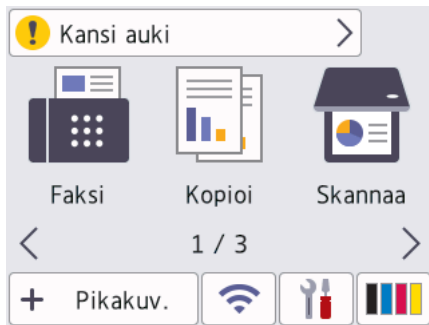 Kansi auki
Faksi Kopioi Skannaa
1 / 3
+ Pikakuv.